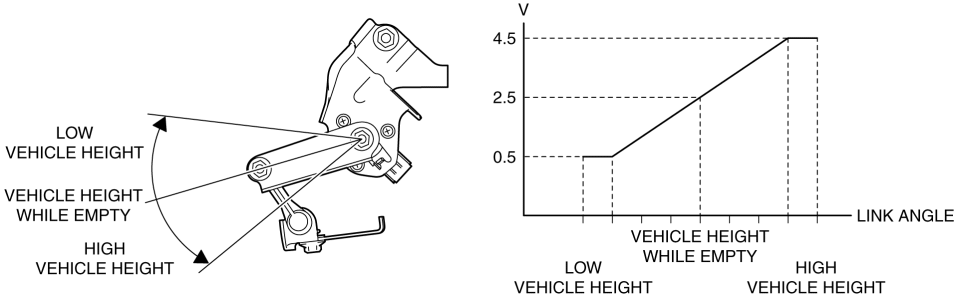 LOW
VEHICLE HEIGHT
VEHICLE HEIGHT
WHILE EMPTY
HIGH
VEHICLE HEIGHT
V
4.5
2.5
0.5
LINK ANGLE
VEHICLE HEIGHT
WHILE EMPTY
LOW
VEHICLE HEIGHT
HIGH
VEHICLE HEIGHT